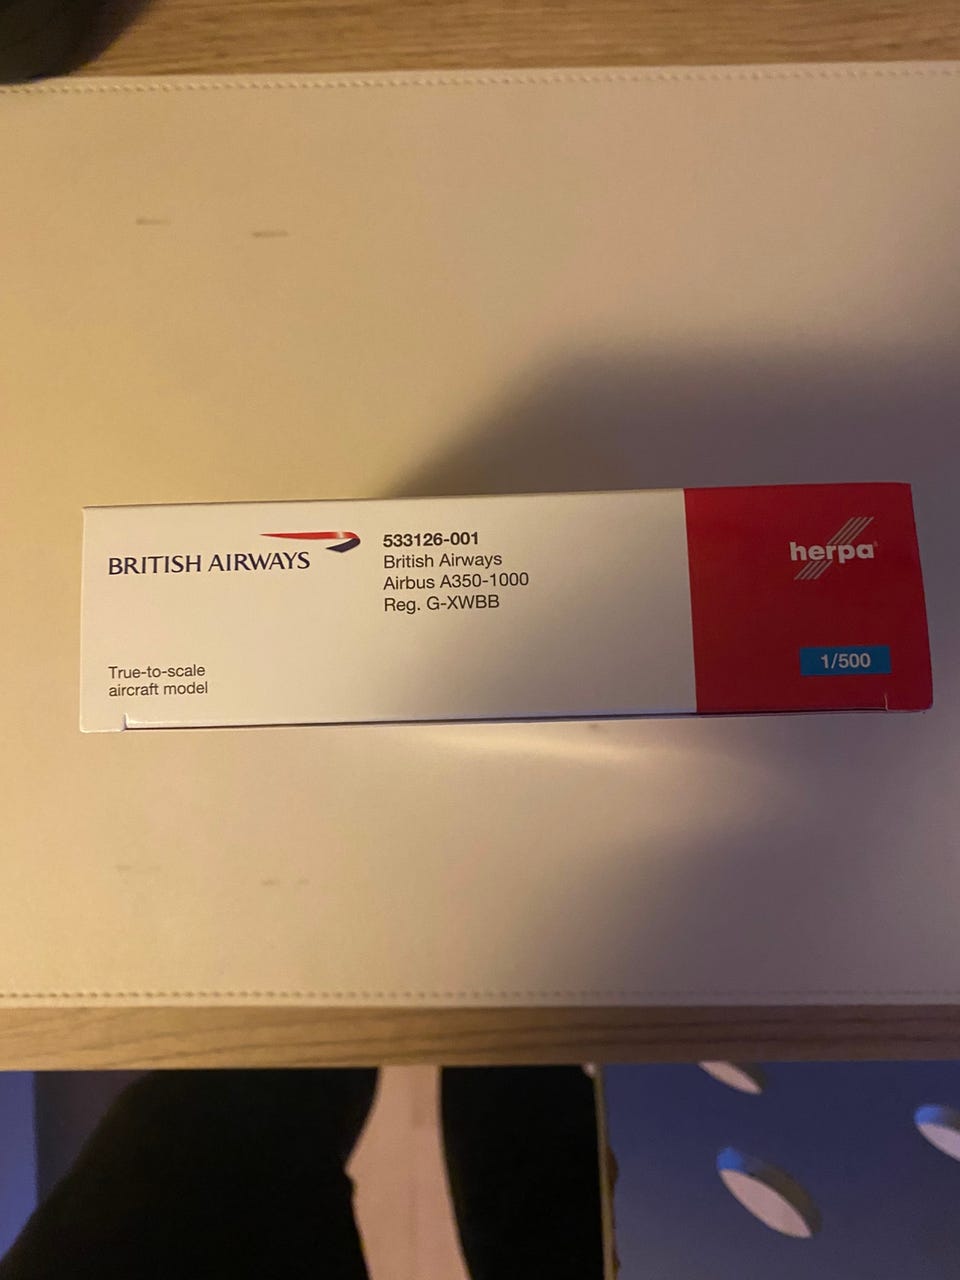 BRITISH AIRWAYS
533126-001
British Airways
Airbus A350-1000
Reg. G-XWBB
True-to-scale
aircraft model
herpa®
1/500